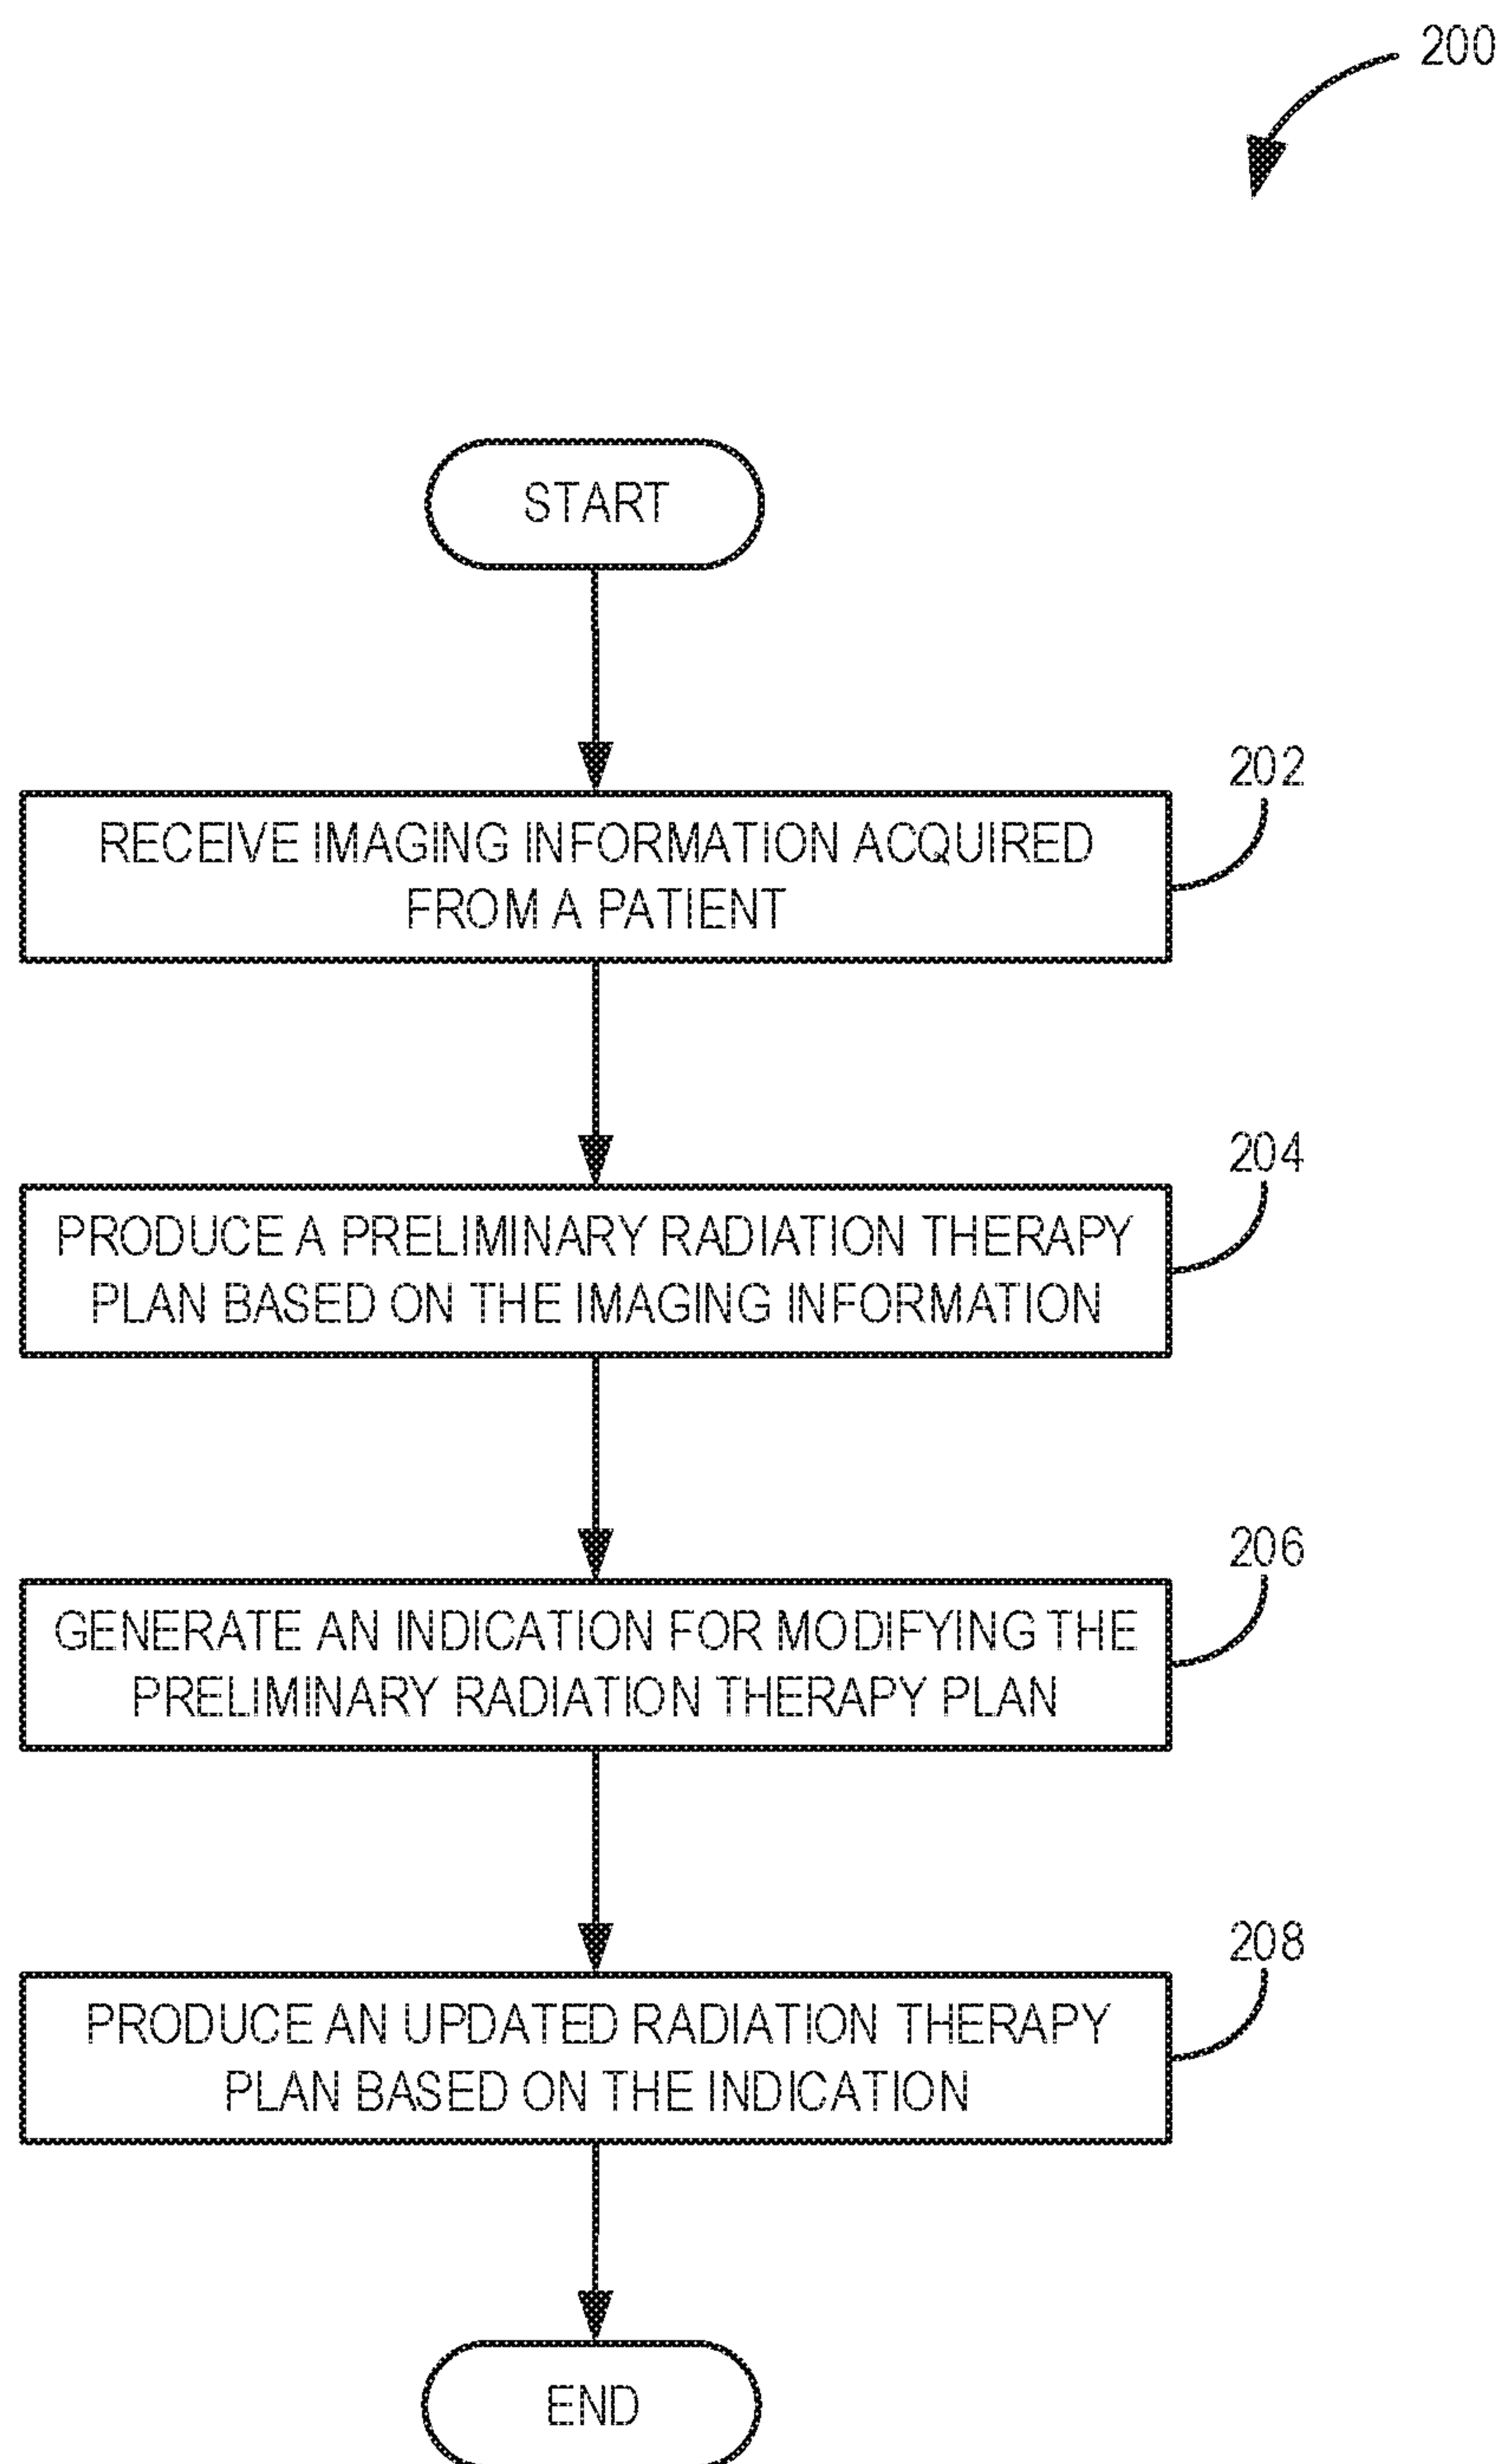 200
START
202
RECEIVE IMAGING INFORMATION ACQUIRED
FROM A PATIENT
204
PRODUCE A PRELIMINARY RADIATION THERAPY
PLAN BASED ON THE IMAGING INFORMATION
206
GENERATE AN INDICATION FOR MODIFYING THE
PRELIMINARY RADIATION THERAPY PLAN
208
PRODUCE AN UPDATED RADIATION THERAPY
PLAN BASED ON THE INDICATION
END